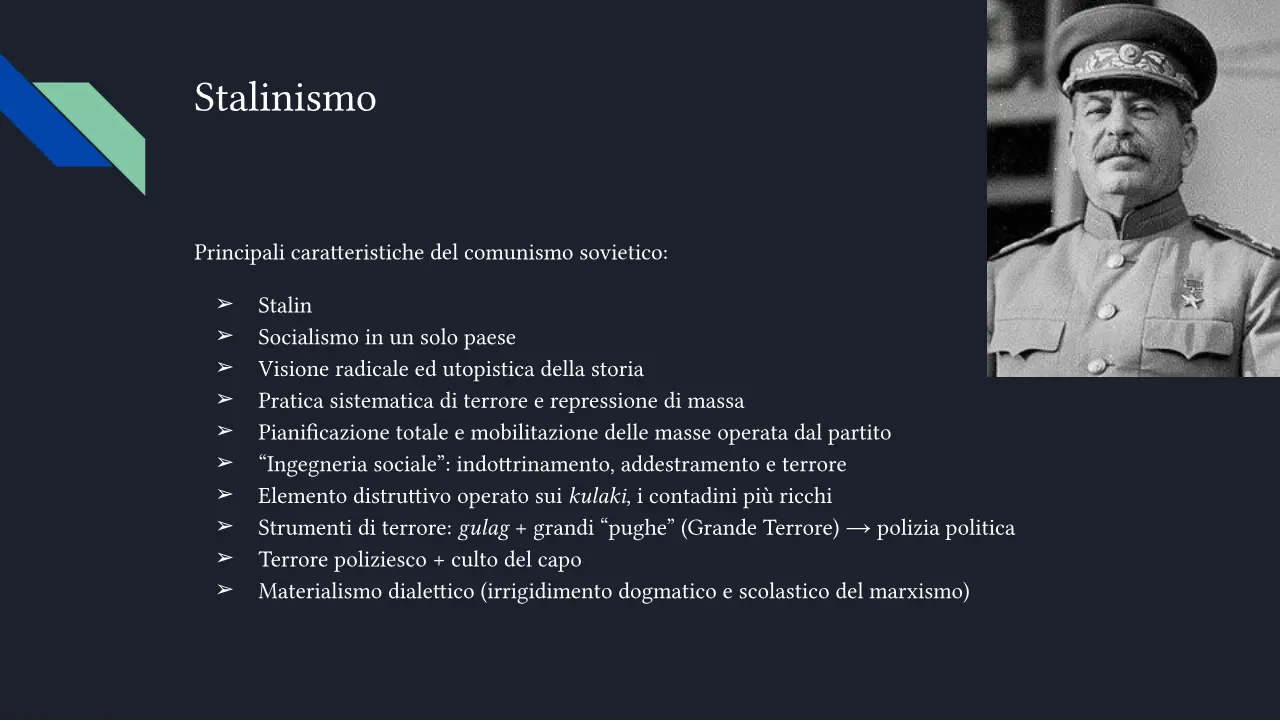 Stalinismo
Principali caratteristiche del comunismo sovietico:
➢ Stalin
➢ Socialismo in un solo paese
➢ Visione radicale ed utopistica della storia
➢ Pratica sistematica di terrore e repressione di massa
➢ Pianificazione totale e mobilitazione delle masse operata dal partito
➢ “Ingegneria sociale”: indottrinamento, addestramento e terrore
➢ Elemento distruttivo operato sui kulaki, i contadini più ricchi
➢ Strumenti di terrore: gulag + grandi “pughe” (Grande Terrore) ⟶ polizia politica
➢ Terrore poliziesco + culto del capo
➢ Materialismo dialettico (irrigidimento dogmatico e scolastico del marxismo)